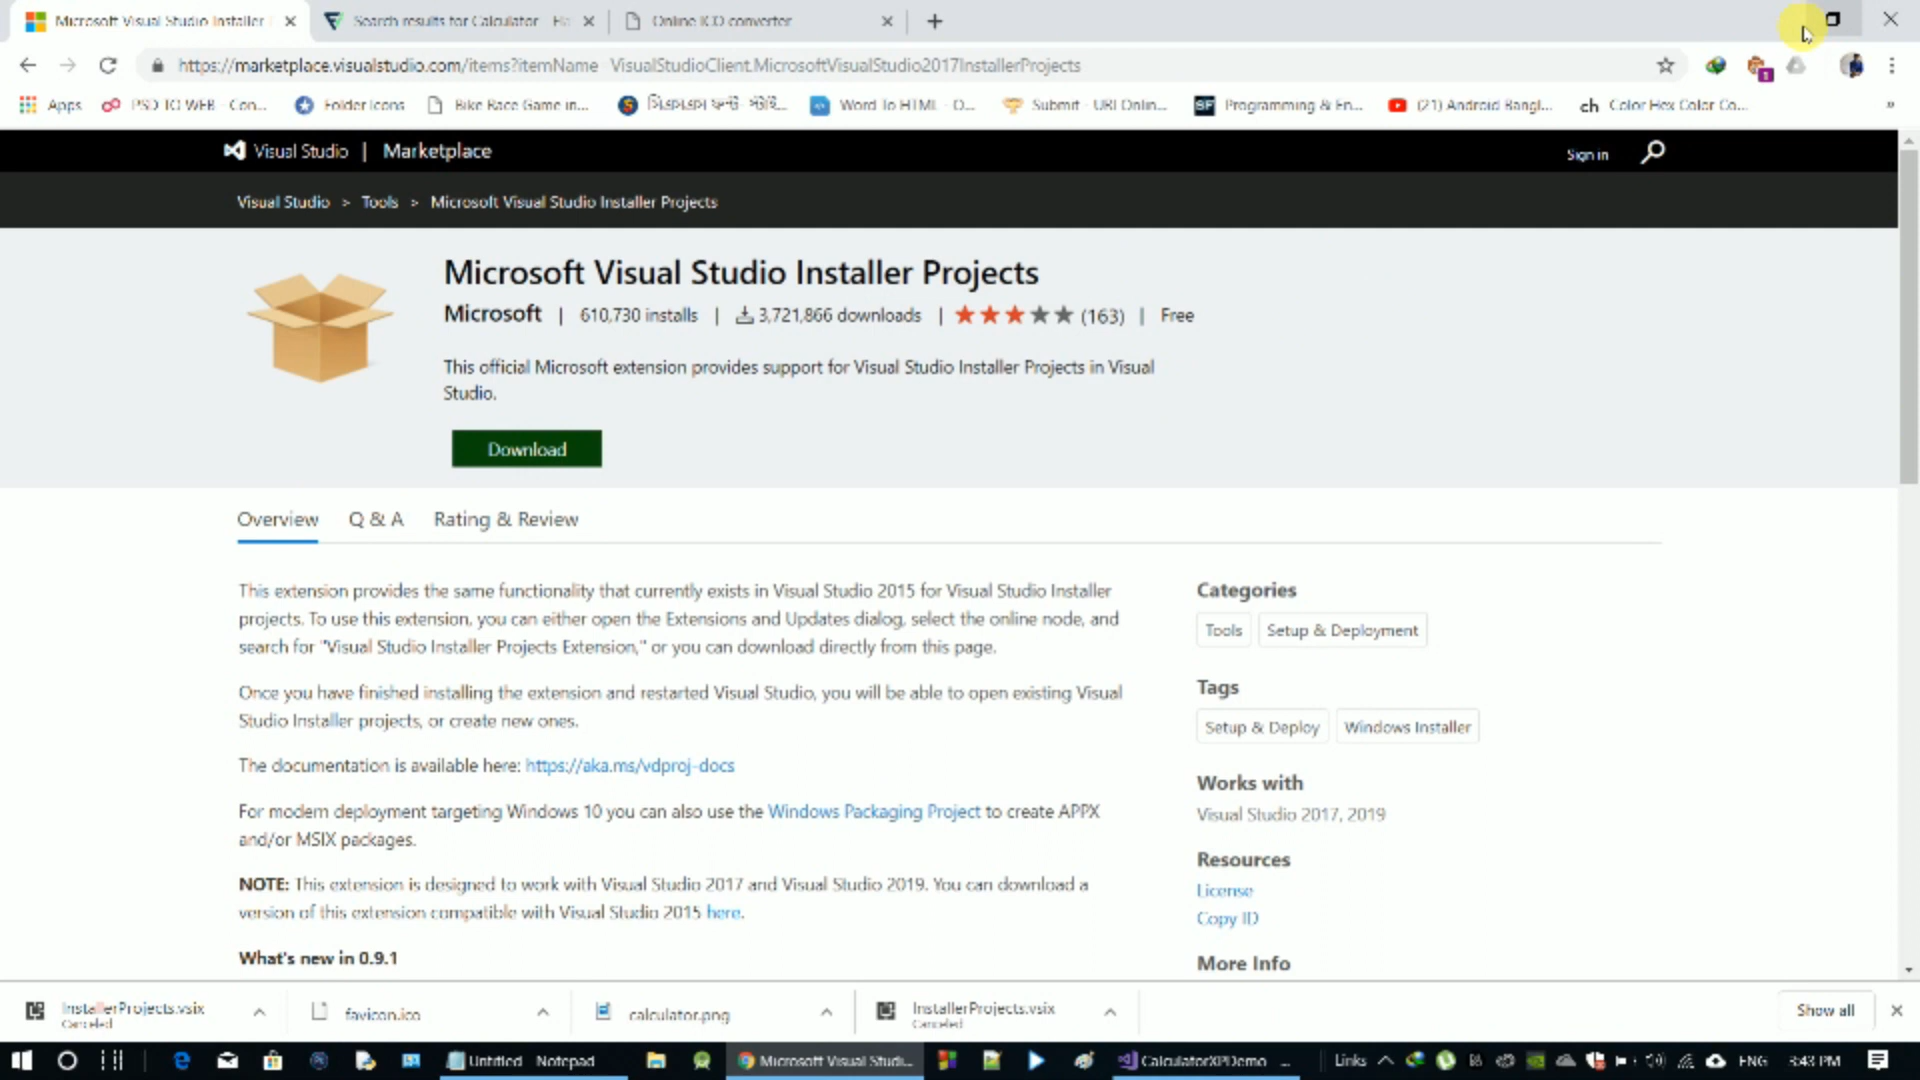 Microsoft Visual Studio Installer
Search results for Calculator
Online ICO converter
https://marketplace.visualstudio.com/items?itemName VisualStudioClient.MicrosoftVisualStudio2017InstallerProjects
Apps
PSD TO WEB - Con...
Folder Icons
Bike Race Game in...
Word To HTML - O...
Submit - URI Onlin...
Programming & En...
(21) Android Bangl...
Color Hex Color Co...
Visual Studio | Marketplace
Sign in
Visual Studio > Tools > Microsoft Visual Studio Installer Projects
Microsoft Visual Studio Installer Projects
Microsoft | 610,730 installs | 3,721,866 downloads | (163) | Free
This official Microsoft extension provides support for Visual Studio Installer Projects in Visual
Studio.
Download
Overview Q & A Rating & Review
This extension provides the same functionality that currently exists in Visual Studio 2015 for Visual Studio Installer
projects. To use this extension, you can either open the Extensions and Updates dialog, select the online node, and
search for "Visual Studio Installer Projects Extension," or you can download directly from this page.
Once you have finished installing the extension and restarted Visual Studio, you will be able to open existing Visual
Studio Installer projects, or create new ones.
The documentation is available here: https://aka.ms/vdproj-docs
For modern deployment targeting Windows 10 you can also use the Windows Packaging Project to create APPX
and/or MSIX packages.
NOTE: This extension is designed to work with Visual Studio 2017 and Visual Studio 2019. You can download a
version of this extension compatible with Visual Studio 2015 here.
What's new in 0.9.1
Categories
Tools
Setup & Deployment
Tags
Setup & Deploy
Windows Installer
Works with
Visual Studio 2017, 2019
Resources
License
Copy ID
More Info
InstallerProjects.vsix
Canceled
favicon.ico
calculator.png
InstallerProjects.vsix
Canceled
Show all
Untitled Notepad
Microsoft Visual Studi...
CalculatorXPDemo ...
Links
ENG
3:43 PM